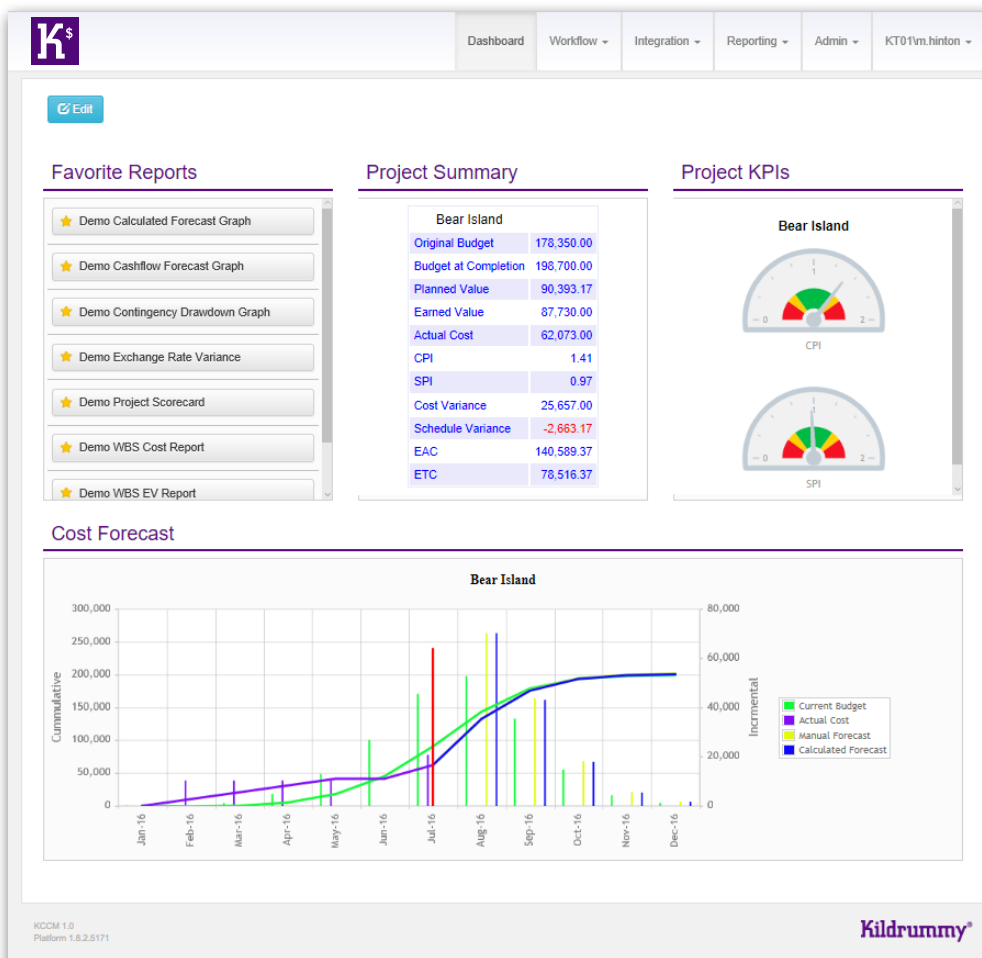 K$
Dashboard Workflow Integration Reporting Admin KT01\m.hinton
Edit
Favorite Reports
Demo Calculated Forecast Graph
Demo Cashflow Forecast Graph
Demo Contingency Drawdown Graph
Demo Exchange Rate Variance
Demo Project Scorecard
Demo WBS Cost Report
Demo WBS EV Report
Project Summary
Bear Island
Original Budget 178,350.00
Budget at Completion 198,700.00
Planned Value 90,393.17
Earned Value 87,730.00
Actual Cost 62,073.00
CPI 1.41
SPI 0.97
Cost Variance 25,657.00
Schedule Variance -2,663.17
EAC 140,589.37
ETC 78,516.37
Project KPIs
Bear Island
1
0 2
CPI
1
0 2
SPI
Cost Forecast
Bear Island
Cummulative
300,000
250,000
200,000
150,000
100,000
50,000
0
80,000
60,000
40,000
20,000
0
Incrmental
Jan-16 Feb-16 Mar-16 Apr-16 May-16 Jun-16 Jul-16 Aug-16 Sep-16 Oct-16 Nov-16 Dec-16
Current Budget
Actual Cost
Manual Forecast
Calculated Forecast
KCCM 1.0
Platform 1.8.2.5171
Kildrummy®